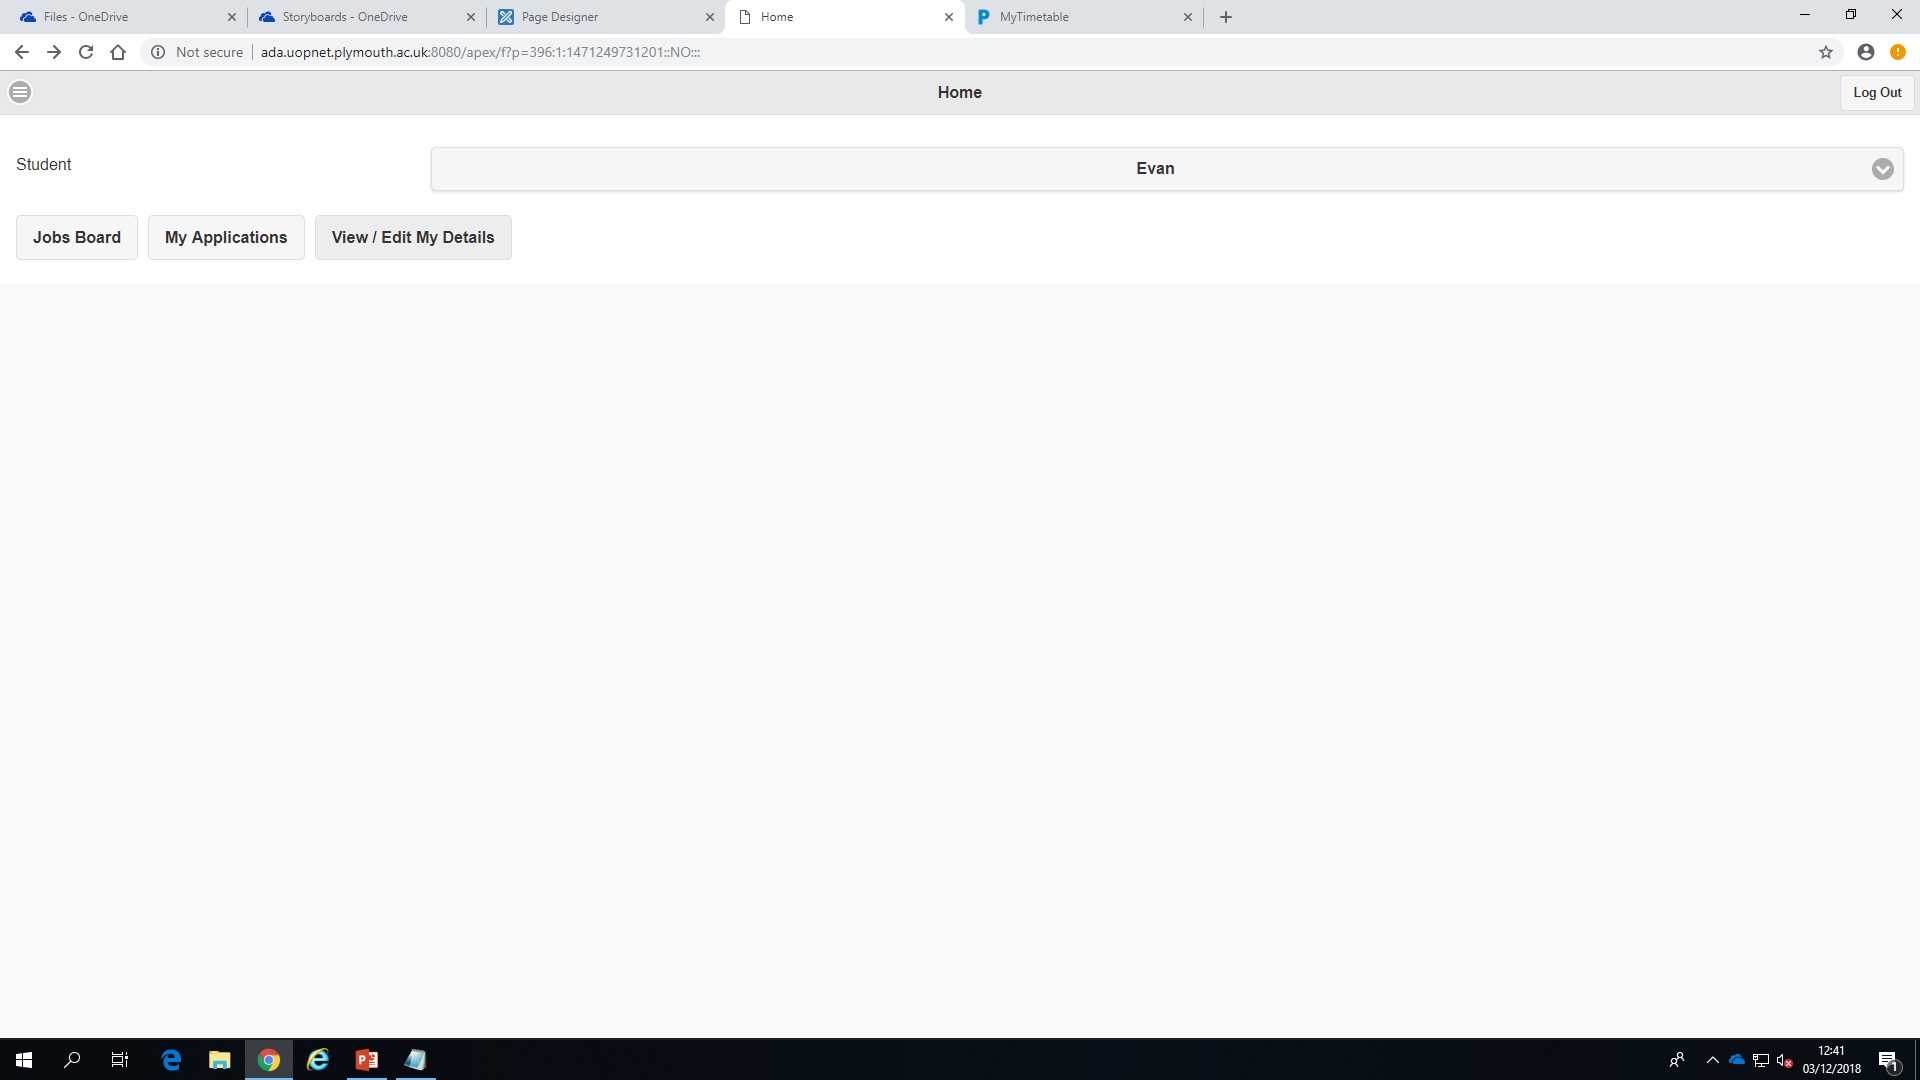 Files - OneDrive
Storyboards - OneDrive
Page Designer
Home
MyTimetable
Not secure
ada.uopnet.plymouth.ac.uk:8080/apex/f?p=396:1:1471249731201::NO:::
Home
Log Out
Student
Evan
Jobs Board
My Applications
View / Edit My Details
12:41
03/12/2018
1